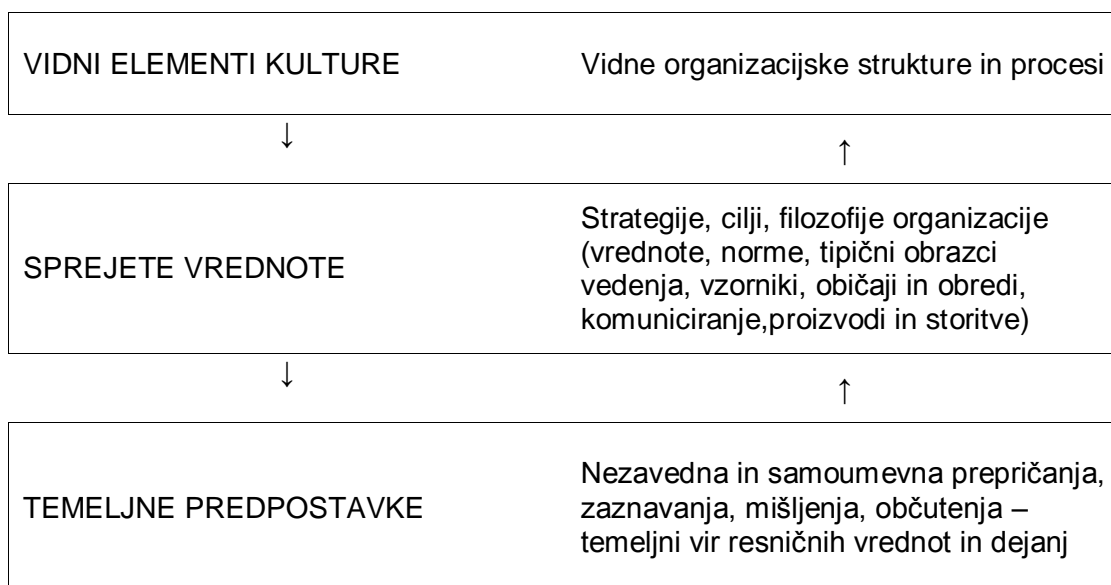 VIDNI ELEMENTI KULTURE
Vidne organizacijske strukture in procesi
↓
↑
SPREJETE VREDNOTE
Strategije, cilji, filozofije organizacije
(vrednote, norme, tipični obrazci
vedenja, vzorniki, običaji in obredi,
komuniciranje,proizvodi in storitve)
↓
↑
TEMELJNE PREDPOSTAVKE
Nezavedna in samoumevna prepričanja,
zaznavanja, mišljenja, občutenja –
temeljni vir resničnih vrednot in dejanj